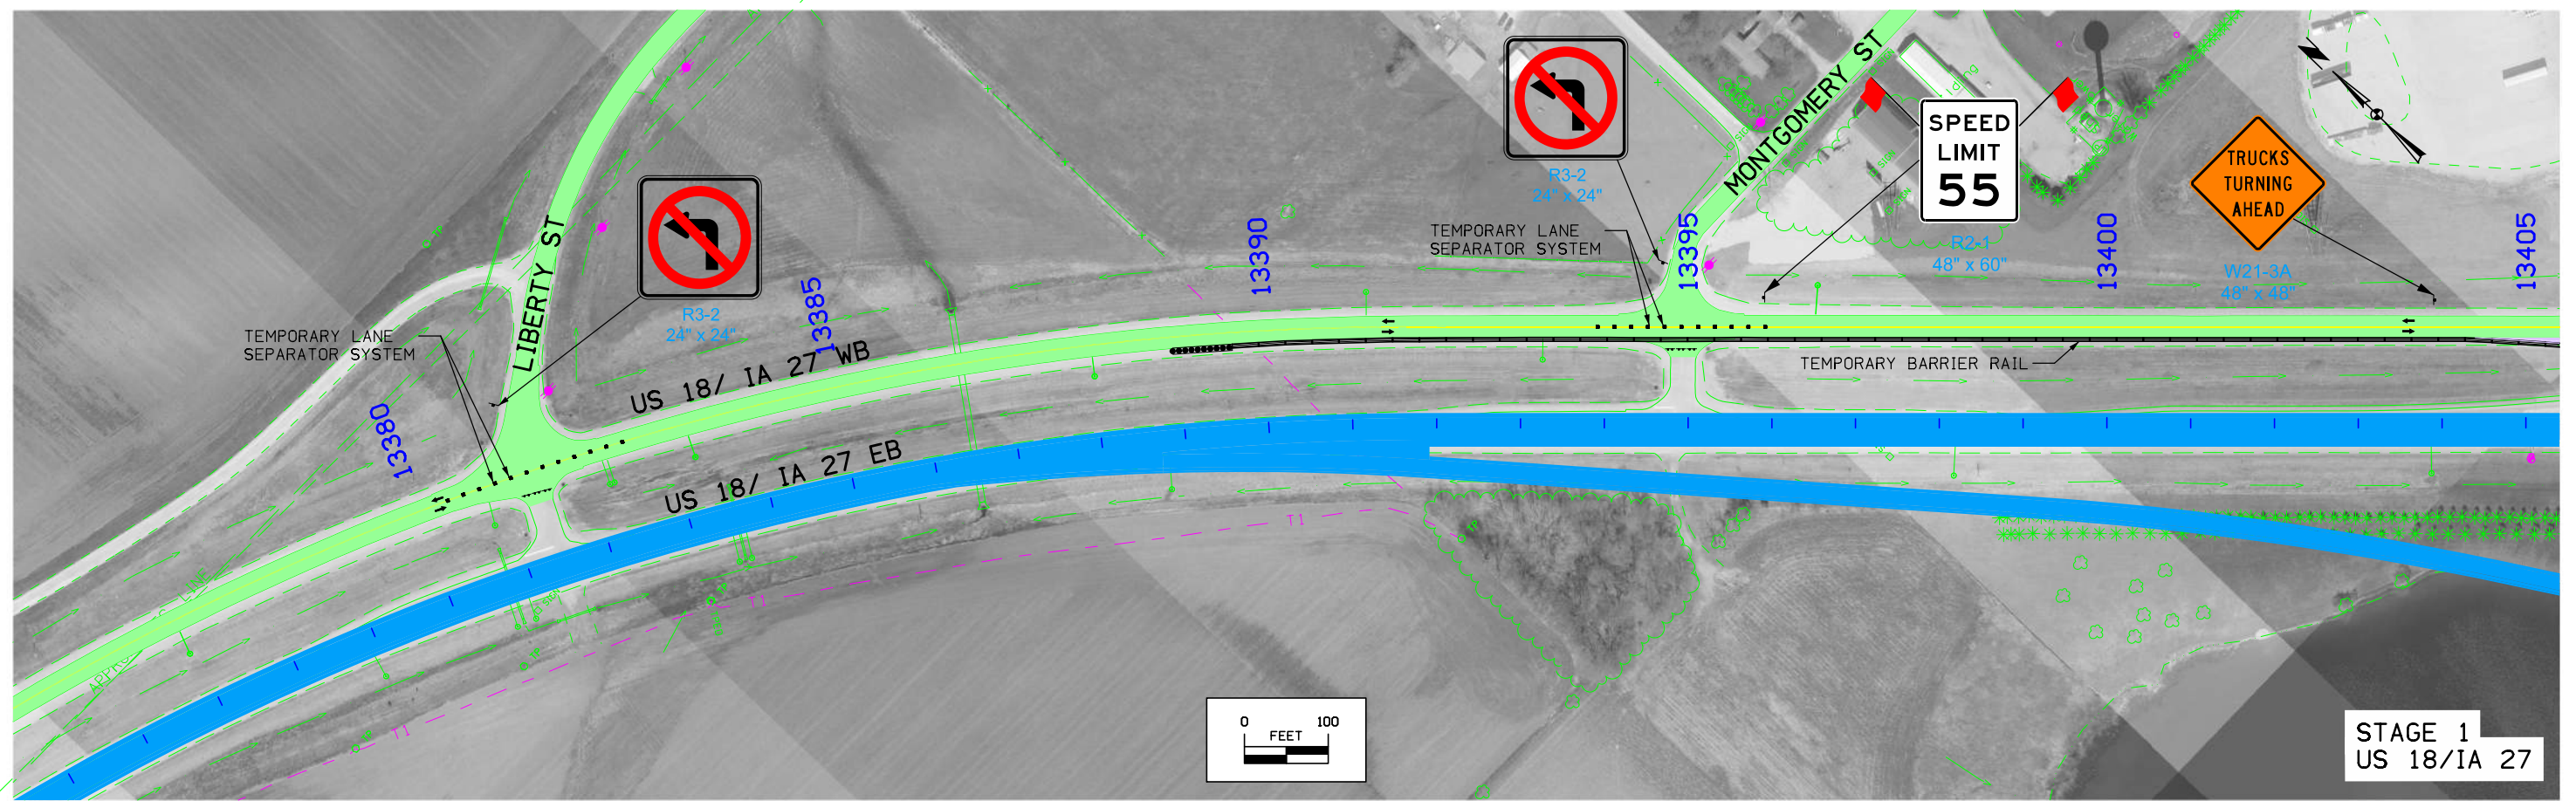 LIBERTY ST
R3-2
24" x 24"
TEMPORARY LANE
SEPARATOR SYSTEM
13380
13385
US 18/ IA 27 WB
US 18/ IA 27 EB
13390
R3-2
24" x 24"
TEMPORARY LANE
SEPARATOR SYSTEM
MONTGOMERY ST
13395
SPEED
LIMIT
55
R2-1
48" x 60"
13400
TRUCKS
TURNING
AHEAD
W21-3A
48" x 48"
13405
TEMPORARY BARRIER RAIL
T1
T1
T1
0 100
FEET
STAGE 1
US 18/IA 27